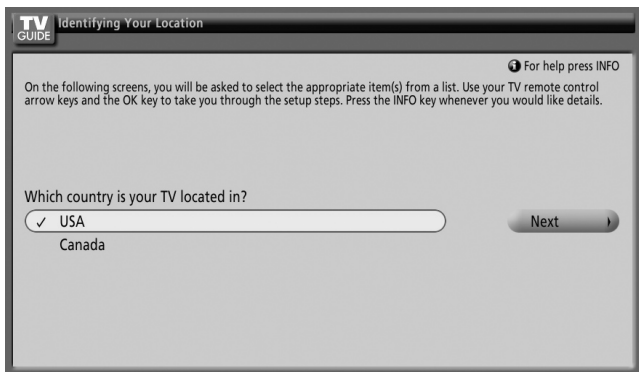 TV
GUIDE
Identifying Your Location
For help press INFO
On the following screens, you will be asked to select the appropriate item(s) from a list. Use your TV remote control
arrow keys and the OK key to take you through the setup steps. Press the INFO key whenever you would like details.
Which country is your TV located in?
✓ USA
Next
Canada